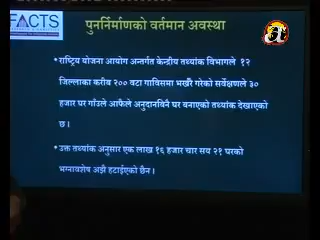 FACTS
पुनर्निर्माणको वर्तमान अवस्था
• राष्ट्रिय योजना आयोग अन्तर्गत केन्द्रीय तथ्यांक विभागले १२
जिल्लाका करीब २०० वटा गाविसमा भर्खरै गरेको सर्वेक्षणले ३०
हजार घर गाउँले आफैले अनुदानविनै घर बनाएको तथ्यांक देखाएको
छ ।
• उक्त तथ्यांक अनुसार एक लाख १६ हजार चार सय २१ घरको
भग्नावशेष अझै हटाईएको छैन ।